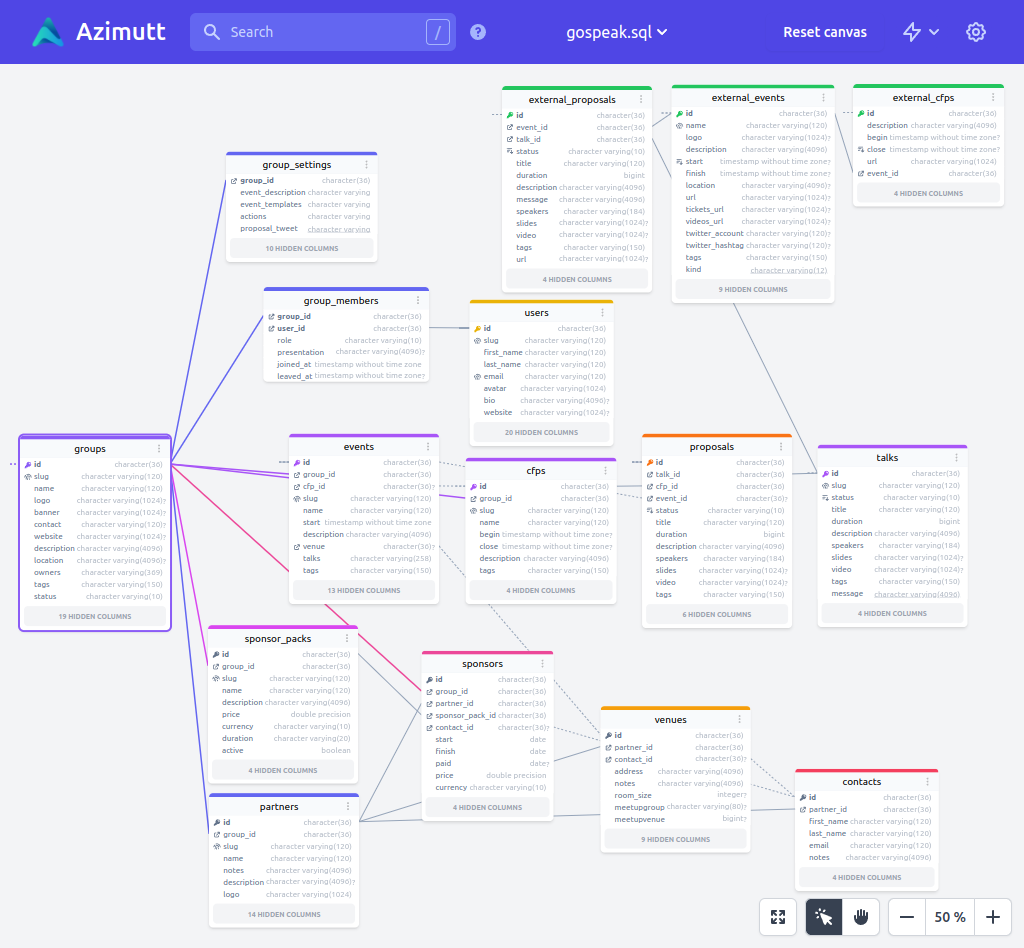 Azimutt
Search
/
?
gospeak.sql
Reset canvas
external_proposals
id character(36)
event_id character(36)
talk_id character(36)
status character varying(10)
title character varying(120)
duration bigint
description character varying(4096)
message character varying(4096)
speakers character varying(184)
slides character varying(1024)?
video character varying(1024)?
tags character varying(150)
url character varying(1024)?
4 HIDDEN COLUMNS
external_events
id character(36)
name character varying(120)
logo character varying(1024)?
description character varying(4096)
start timestamp without time zone?
finish timestamp without time zone?
location character varying(4096)?
url character varying(1024)?
tickets_url character varying(1024)?
videos_url character varying(1024)?
twitter_account character varying(120)?
twitter_hashtag character varying(120)?
tags character varying(150)
kind character varying(12)
9 HIDDEN COLUMNS
external_cfps
id character(36)
description character varying(4096)
begin timestamp without time zone?
close timestamp without time zone?
url character varying(1024)
event_id character(36)
4 HIDDEN COLUMNS
group_settings
group_id character(36)
event_description character varying
event_templates character varying
actions character varying
proposal_tweet character varying
10 HIDDEN COLUMNS
group_members
group_id character(36)
user_id character(36)
role character varying(10)
presentation character varying(4096)?
joined_at timestamp without time zone
leaved_at timestamp without time zone?
users
id character(36)
slug character varying(120)
first_name character varying(120)
last_name character varying(120)
email character varying(120)
avatar character varying(1024)
bio character varying(4096)?
website character varying(1024)?
20 HIDDEN COLUMNS
groups
id character(36)
slug character varying(120)
name character varying(120)
logo character varying(1024)?
banner character varying(1024)?
contact character varying(120)?
website character varying(1024)?
description character varying(4096)
location character varying(4096)?
owners character varying(369)
tags character varying(150)
status character varying(10)
19 HIDDEN COLUMNS
events
id character(36)
group_id character(36)
cfp_id character(36)?
slug character varying(120)
name character varying(120)
start timestamp without time zone
description character varying(4096)
venue character(36)?
talks character varying(258)
tags character varying(150)
13 HIDDEN COLUMNS
cfps
id character(36)
group_id character(36)
slug character varying(120)
name character varying(120)
begin timestamp without time zone?
close timestamp without time zone?
description character varying(4096)
tags character varying(150)
4 HIDDEN COLUMNS
proposals
id character(36)
talk_id character(36)
cfp_id character(36)
event_id character(36)?
status character varying(10)
title character varying(120)
duration bigint
description character varying(4096)
speakers character varying(184)
slides character varying(1024)?
video character varying(1024)?
tags character varying(150)
6 HIDDEN COLUMNS
talks
id character(36)
slug character varying(120)
status character varying(10)
title character varying(120)
duration bigint
description character varying(4096)
speakers character varying(184)
slides character varying(1024)?
video character varying(1024)?
tags character varying(150)
message character varying(4096)
4 HIDDEN COLUMNS
sponsor_packs
id character(36)
group_id character(36)
slug character varying(120)
name character varying(120)
description character varying(4096)
price double precision
currency character varying(10)
duration character varying(20)
active boolean
4 HIDDEN COLUMNS
sponsors
id character(36)
group_id character(36)
partner_id character(36)
sponsor_pack_id character(36)
contact_id character(36)?
start date
finish date
paid date?
price double precision
currency character varying(10)
4 HIDDEN COLUMNS
venues
id character(36)
partner_id character(36)
contact_id character(36)?
address character varying(4096)
notes character varying(4096)
room_size integer?
meetupgroup character varying(80)?
meetupvenue bigint?
9 HIDDEN COLUMNS
contacts
id character(36)
partner_id character(36)
first_name character varying(120)
last_name character varying(120)
email character varying(120)
notes character varying(4096)
4 HIDDEN COLUMNS
partners
id character(36)
group_id character(36)
slug character varying(120)
name character varying(120)
notes character varying(4096)
description character varying(4096)?
logo character varying(1024)
14 HIDDEN COLUMNS
50 %